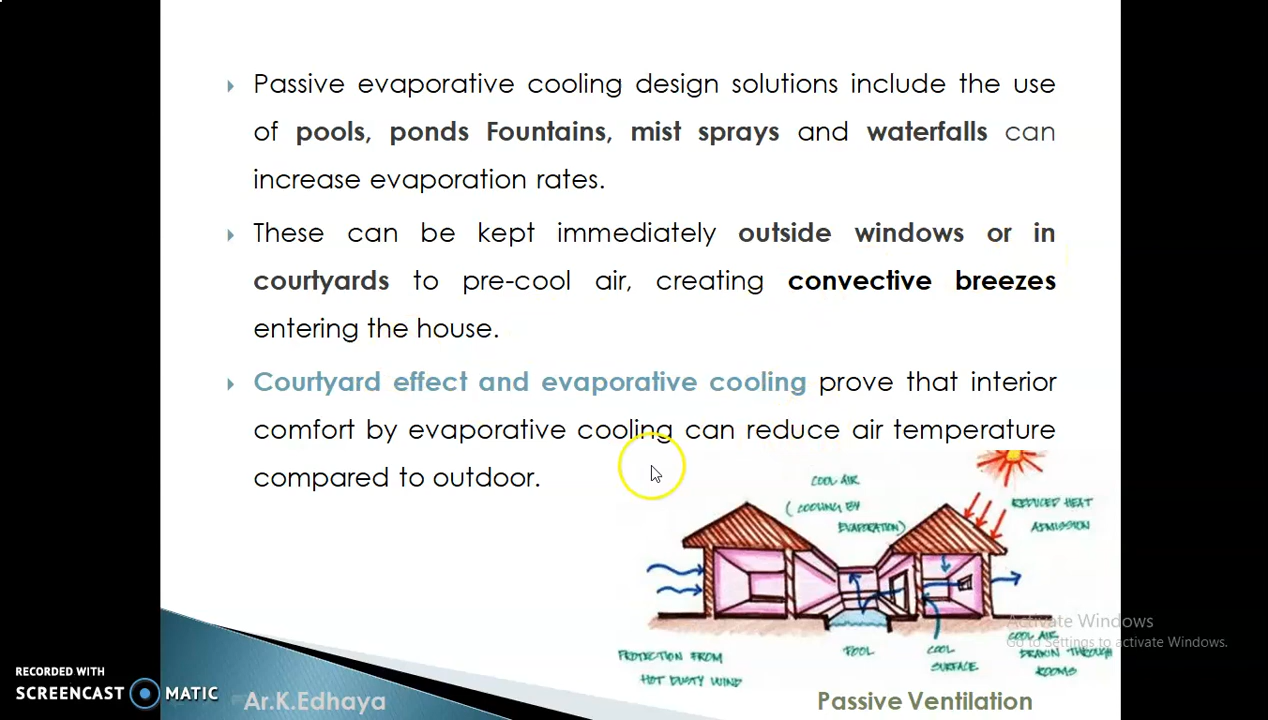 Passive evaporative cooling design solutions include the use
of pools, ponds Fountains, mist sprays and waterfalls can
increase evaporation rates.
These can be kept immediately outside windows or in
courtyards to pre-cool air, creating convective breezes
entering the house.
Courtyard effect and evaporative cooling prove that interior
comfort by evaporative cooling can reduce air temperature
compared to outdoor.
COOL AIR
(COOLING BY
EVAPORATION)
REDUCED HEAT
ADMISSION
PROTECTION FROM
HOT DUSTY WIND
POOL
COOL
SURFACE
COOL AIR
DRAWN THROUGH
ROOMS
Activate Windows
Go to Settings to activate Windows.
RECORDED WITH
SCREENCAST MATIC
Ar.K.Edhaya
Passive Ventilation